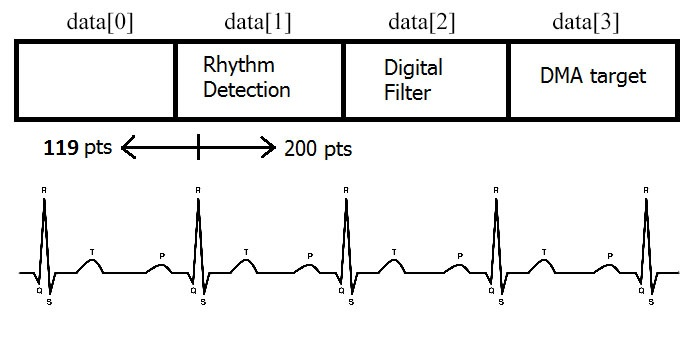 data[0] data[1] data[2] data[3]
Rhythm
Detection
Digital
Filter
DMA target
119 pts 200 pts
R R R R R
T P T P T P T P
Q Q Q Q Q
S S S S S